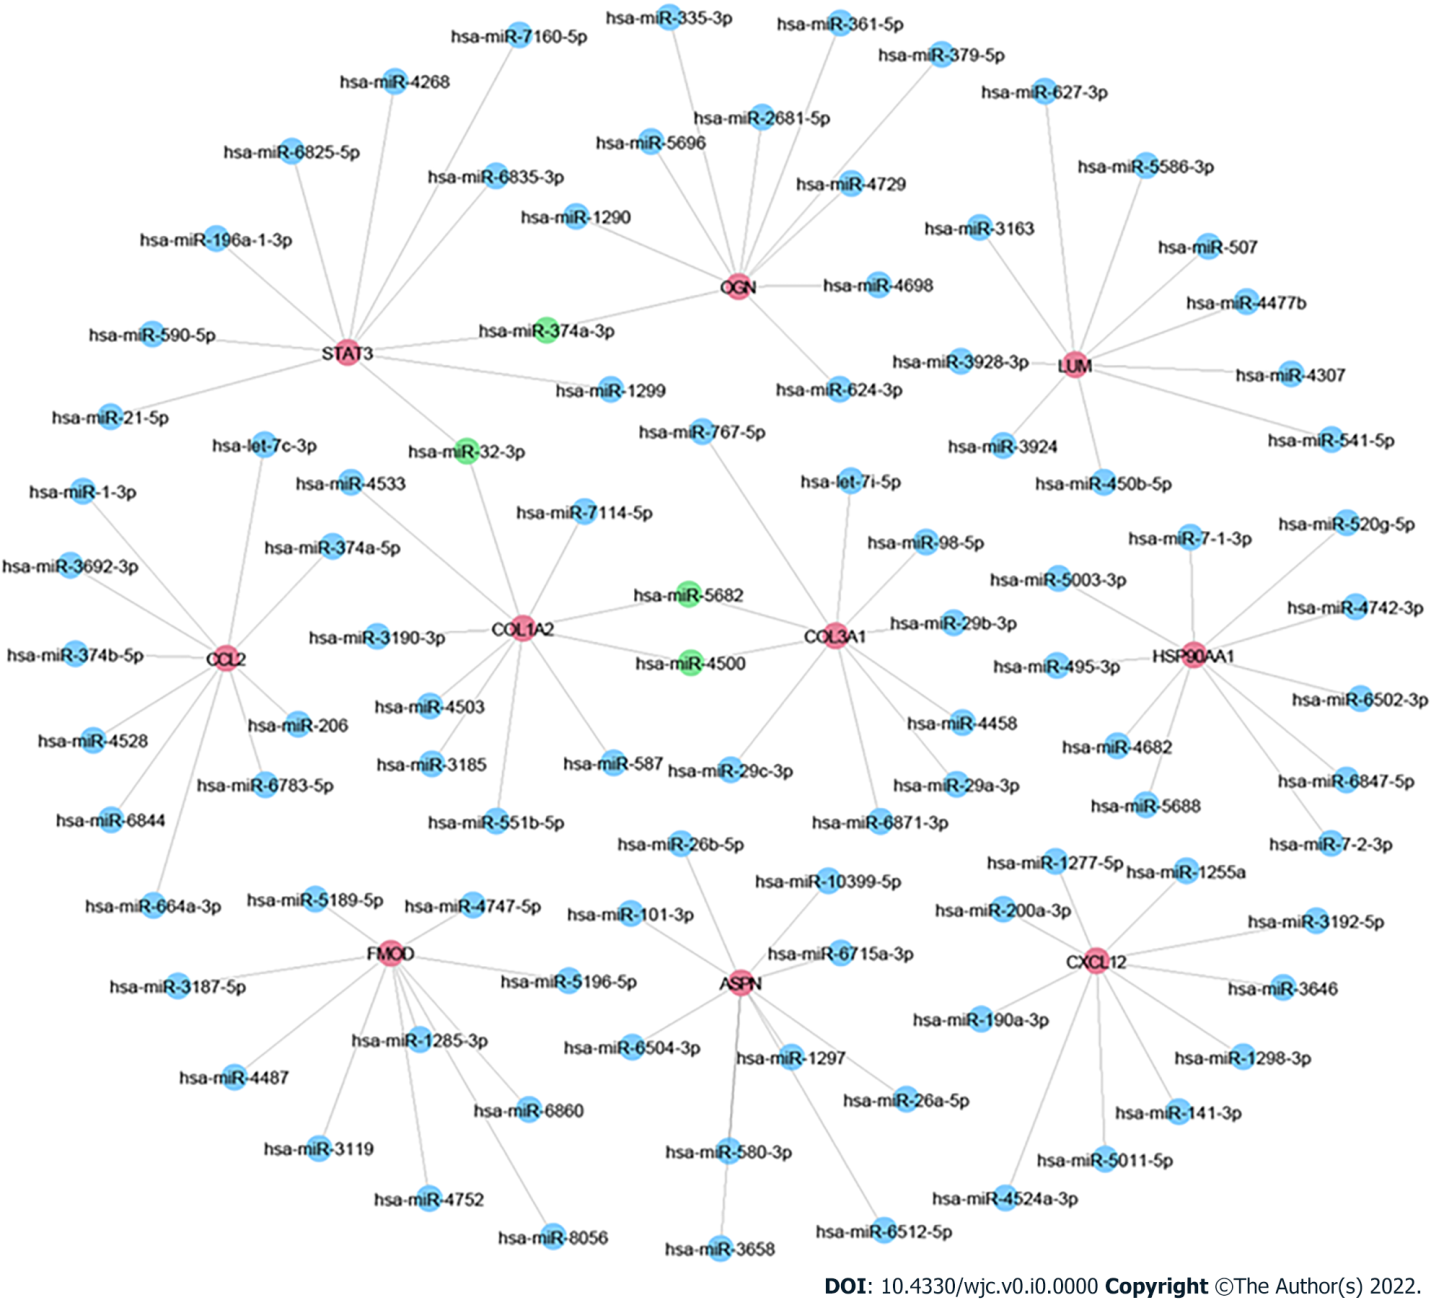 hsa-miR-335-3p
hsa-miR-361-5p
hsa-miR-7160-5p
hsa-miR-379-5p
hsa-miR-4268
hsa-miR-627-3p
hsa-miR-2681-5p
hsa-miR-5696
hsa-miR-6825-5p
hsa-miR-5586-3p
hsa-miR-6835-3p
hsa-miR-4729
hsa-miR-1290
hsa-miR-3163
hsa-miR-196a-1-3p
hsa-miR-507
OGN
hsa-miR-4698
hsa-miR-4477b
hsa-miR-374a-3p
hsa-miR-590-5p
STAT3
hsa-miR-3928-3p
LUM
hsa-miR-4307
hsa-miR-1299
hsa-miR-624-3p
hsa-miR-21-5p
hsa-miR-767-5p
hsa-miR-541-5p
hsa-let-7c-3p
hsa-miR-32-3p
hsa-miR-3924
hsa-miR-4533
hsa-let-7i-5p
hsa-miR-450b-5p
hsa-miR-1-3p
hsa-miR-7114-5p
hsa-miR-520g-5p
hsa-miR-7-1-3p
hsa-miR-374a-5p
hsa-miR-98-5p
hsa-miR-3692-3p
hsa-miR-5003-3p
hsa-miR-5682
hsa-miR-4742-3p
hsa-miR-29b-3p
COL1A2
hsa-miR-3190-3p
COL3A1
hsa-miR-374b-5p
CCL2
hsa-miR-4500
hsa-miR-495-3p
HSP90AA1
hsa-miR-6502-3p
hsa-miR-4503
hsa-miR-206
hsa-miR-4458
hsa-miR-4528
hsa-miR-4682
hsa-miR-3185
hsa-miR-587
hsa-miR-29c-3p
hsa-miR-6783-5p
hsa-miR-29a-3p
hsa-miR-6847-5p
hsa-miR-5688
hsa-miR-6844
hsa-miR-551b-5p
hsa-miR-6871-3p
hsa-miR-26b-5p
hsa-miR-7-2-3p
hsa-miR-1277-5p
hsa-miR-1255a
hsa-miR-10399-5p
hsa-miR-664a-3p
hsa-miR-5189-5p
hsa-miR-4747-5p
hsa-miR-101-3p
hsa-miR-200a-3p
hsa-miR-3192-5p
FMOD
hsa-miR-6715a-3p
CXCL12
hsa-miR-3187-5p
hsa-miR-5196-5p
ASPN
hsa-miR-3646
hsa-miR-190a-3p
hsa-miR-1285-3p
hsa-miR-6504-3p
hsa-miR-1297
hsa-miR-1298-3p
hsa-miR-4487
hsa-miR-26a-5p
hsa-miR-6860
hsa-miR-141-3p
hsa-miR-3119
hsa-miR-580-3p
hsa-miR-5011-5p
hsa-miR-4752
hsa-miR-4524a-3p
hsa-miR-8056
hsa-miR-3658
hsa-miR-6512-5p
DOI: 10.4330/wjc.v0.i0.0000 Copyright ©The Author(s) 2022.